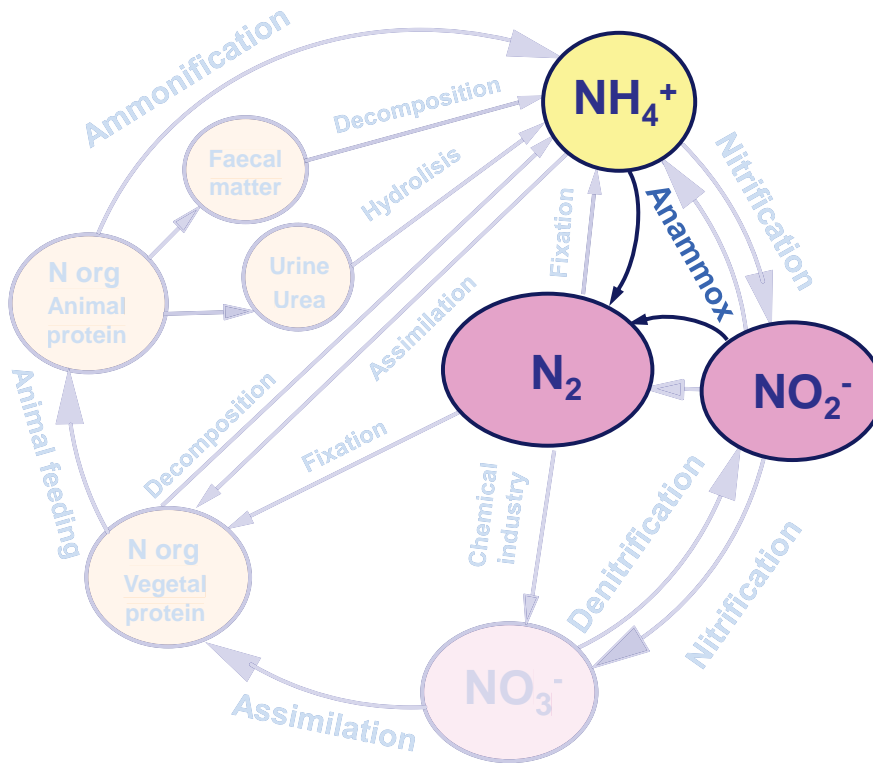 Ammonification
NH₄⁺
Decomposition
Faecal
matter
Hydrolisis
Nitrification
Anammox
Fixation
N org
Animal
protein
Urine
Urea
Assimilation
N₂
NO₂⁻
Animal feeding
Decomposition
Fixation
Chemical
industry
Denitrification
Nitrification
N org
Vegetal
protein
NO₃⁻
Assimilation